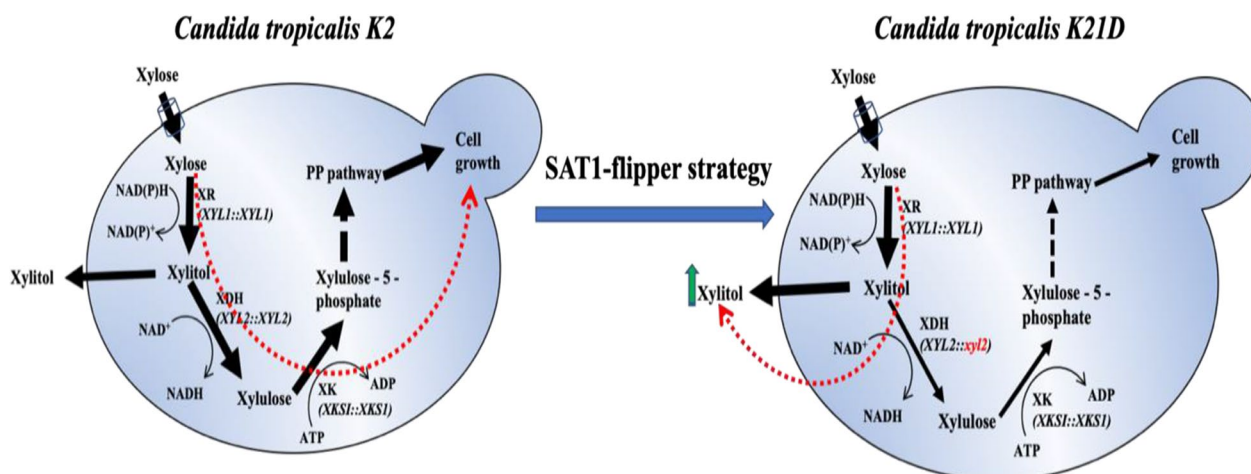 Candida tropicalis K2
Xylose
Xylose
NAD(P)H
XR
(XYL1::XYL1)
NAD(P)⁺
Xylitol
Xylitol
XDH
(XYL2::XYL2)
NAD⁺
NADH
Xylulose
XK
(XKS1::XKS1)
ATP
ADP
Xylulose - 5 -
phosphate
PP pathway
Cell
growth
SAT1-flipper strategy
Candida tropicalis K21D
Xylose
Xylose
NAD(P)H
XR
(XYL1::XYL1)
NAD(P)⁺
Xylitol
Xylitol
XDH
(XYL2::xyl2)
NAD⁺
NADH
Xylulose
XK
(XKS1::XKS1)
ATP
ADP
Xylulose - 5 -
phosphate
PP pathway
Cell
growth